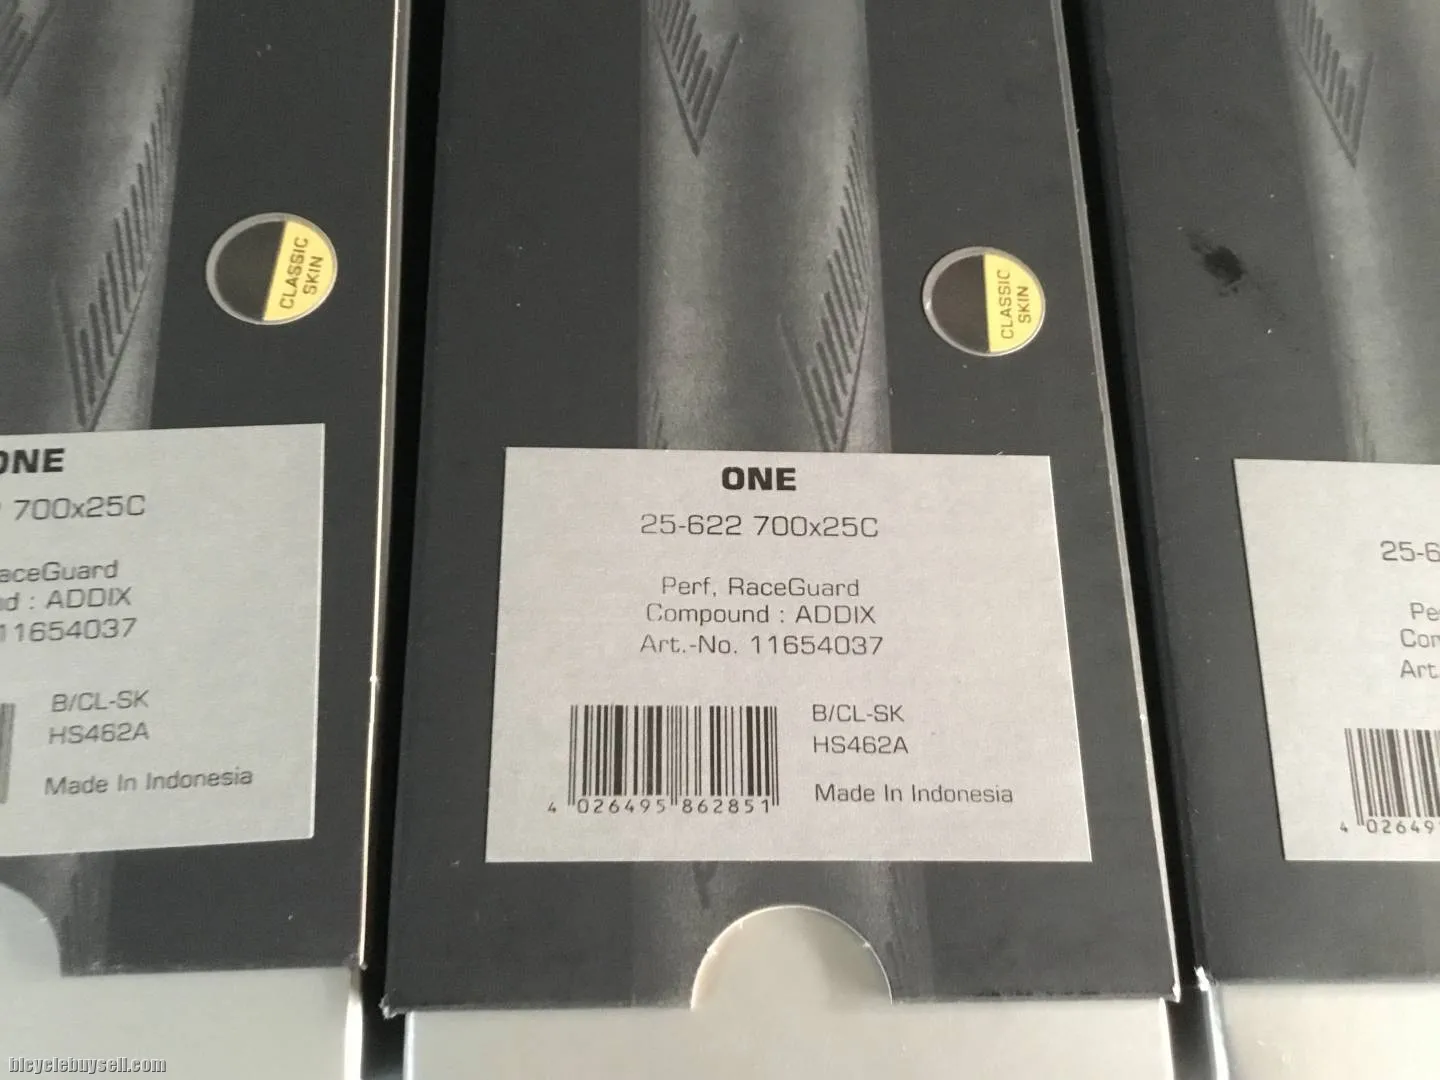 CLASSIC
SKIN
ONE
700x25C
aceGuard
d : ADDIX
11654037
B/CL-SK
HS462A
Made In Indonesia
CLASSIC
SKIN
ONE
25-622 700x25C
Perf, RaceGuard
Compound : ADDIX
Art.-No. 11654037
B/CL-SK
HS462A
4 026495 862851
Made In Indonesia
25-6
Pe
Con
Art.
4 02649
bicyclebuysell.com